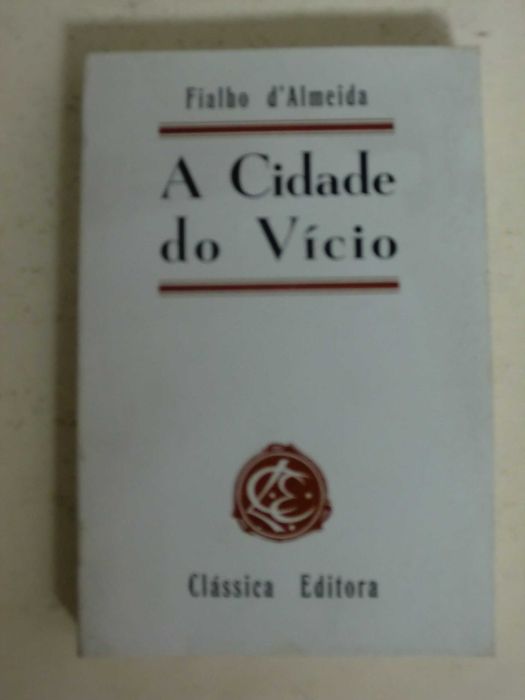 Fialho d'Almeida
A Cidade
do Vício
Clássica Editora